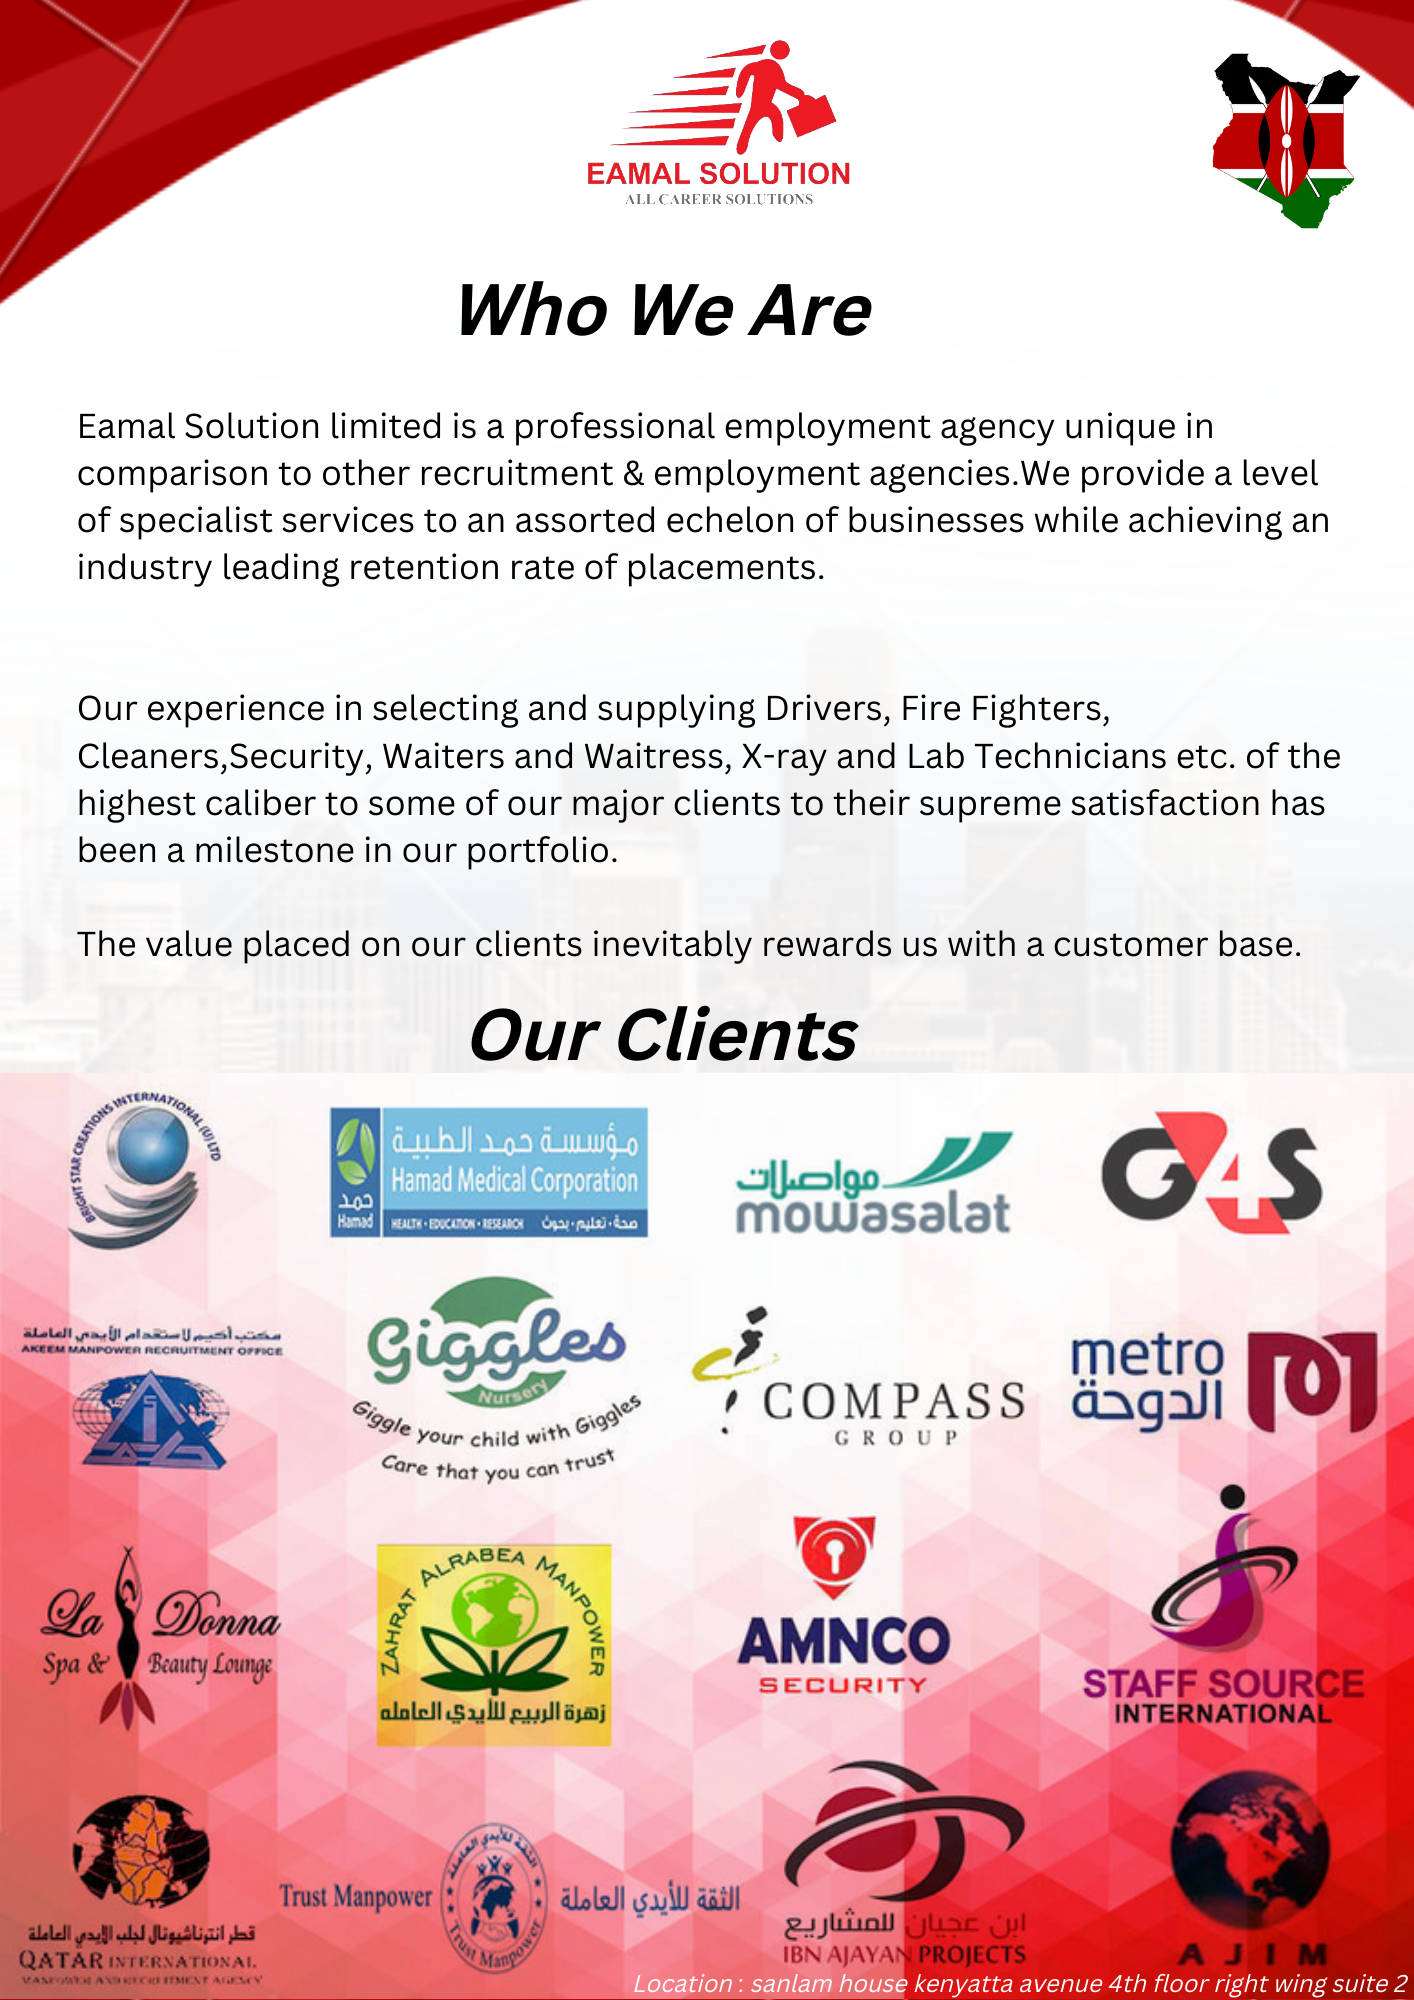 EAMAL SOLUTION
ALL CAREER SOLUTIONS
Who We Are
Eamal Solution limited is a professional employment agency unique in
comparison to other recruitment & employment agencies.We provide a level
of specialist services to an assorted echelon of businesses while achieving an
industry leading retention rate of placements.
Our experience in selecting and supplying Drivers, Fire Fighters,
Cleaners,Security, Waiters and Waitress, X-ray and Lab Technicians etc. of the
highest caliber to some of our major clients to their supreme satisfaction has
been a milestone in our portfolio.
The value placed on our clients inevitably rewards us with a customer base.
Our Clients
BRIGHT STAR CREATIONS INTERNATIONAL (U) LTD
مؤسسة حمد الطبية
Hamad Medical Corporation
حمد
Hamad
HEALTH • EDUCATION • RESEARCH صحة • تعليم • بحوث
مواصلات
mowasalat
G4S
مكتب أكيم لاستقدام الأيدي العاملة
AKEEM MANPOWER RECRUITMENT OFFICE
Giggles
Nursery
Giggle your child with Giggles
Care that you can trust
COMPASS
GROUP
metro
الدوحة
La Donna
Spa & Beauty Lounge
ZAHRAT ALRABEA MANPOWER
زهرة الربيع للأيدي العامله
AMNCO
SECURITY
STAFF SOURCE
INTERNATIONAL
قطر انترناشيونال لجلب الأيدي العاملة
QATAR INTERNATIONAL
MANPOWER AND RECRUITMENT AGENCY
Trust Manpower
الثقة للأيدي العاملة
Trust Manpower
الثقة للأيدي العاملة
ابن عجيان للمشاريع
IBN AJAYAN PROJECTS
AJIM
Location : sanlam house kenyatta avenue 4th floor right wing suite 2